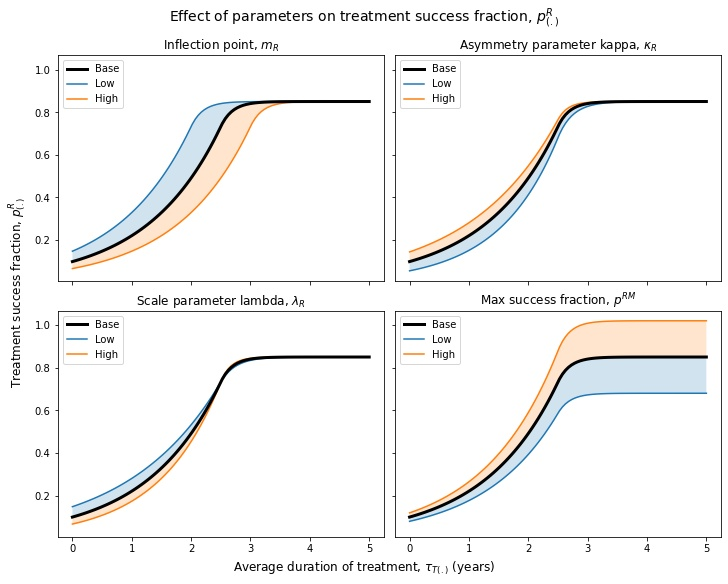 Effect of parameters on treatment success fraction, $p^R_{(.)}$
Inflection point, $m_R$
Asymmetry parameter kappa, $\kappa_R$
1.0
0.8
0.6
0.4
0.2
Base
Low
High
Base
Low
High
Treatment success fraction, $p^R_{(.)}$
Scale parameter lambda, $\lambda_R$
Max success fraction, $p^{RM}$
1.0
0.8
0.6
0.4
0.2
Base
Low
High
Base
Low
High
0 1 2 3 4 5
0 1 2 3 4 5
Average duration of treatment, $\tau_{T(.)}$ (years)